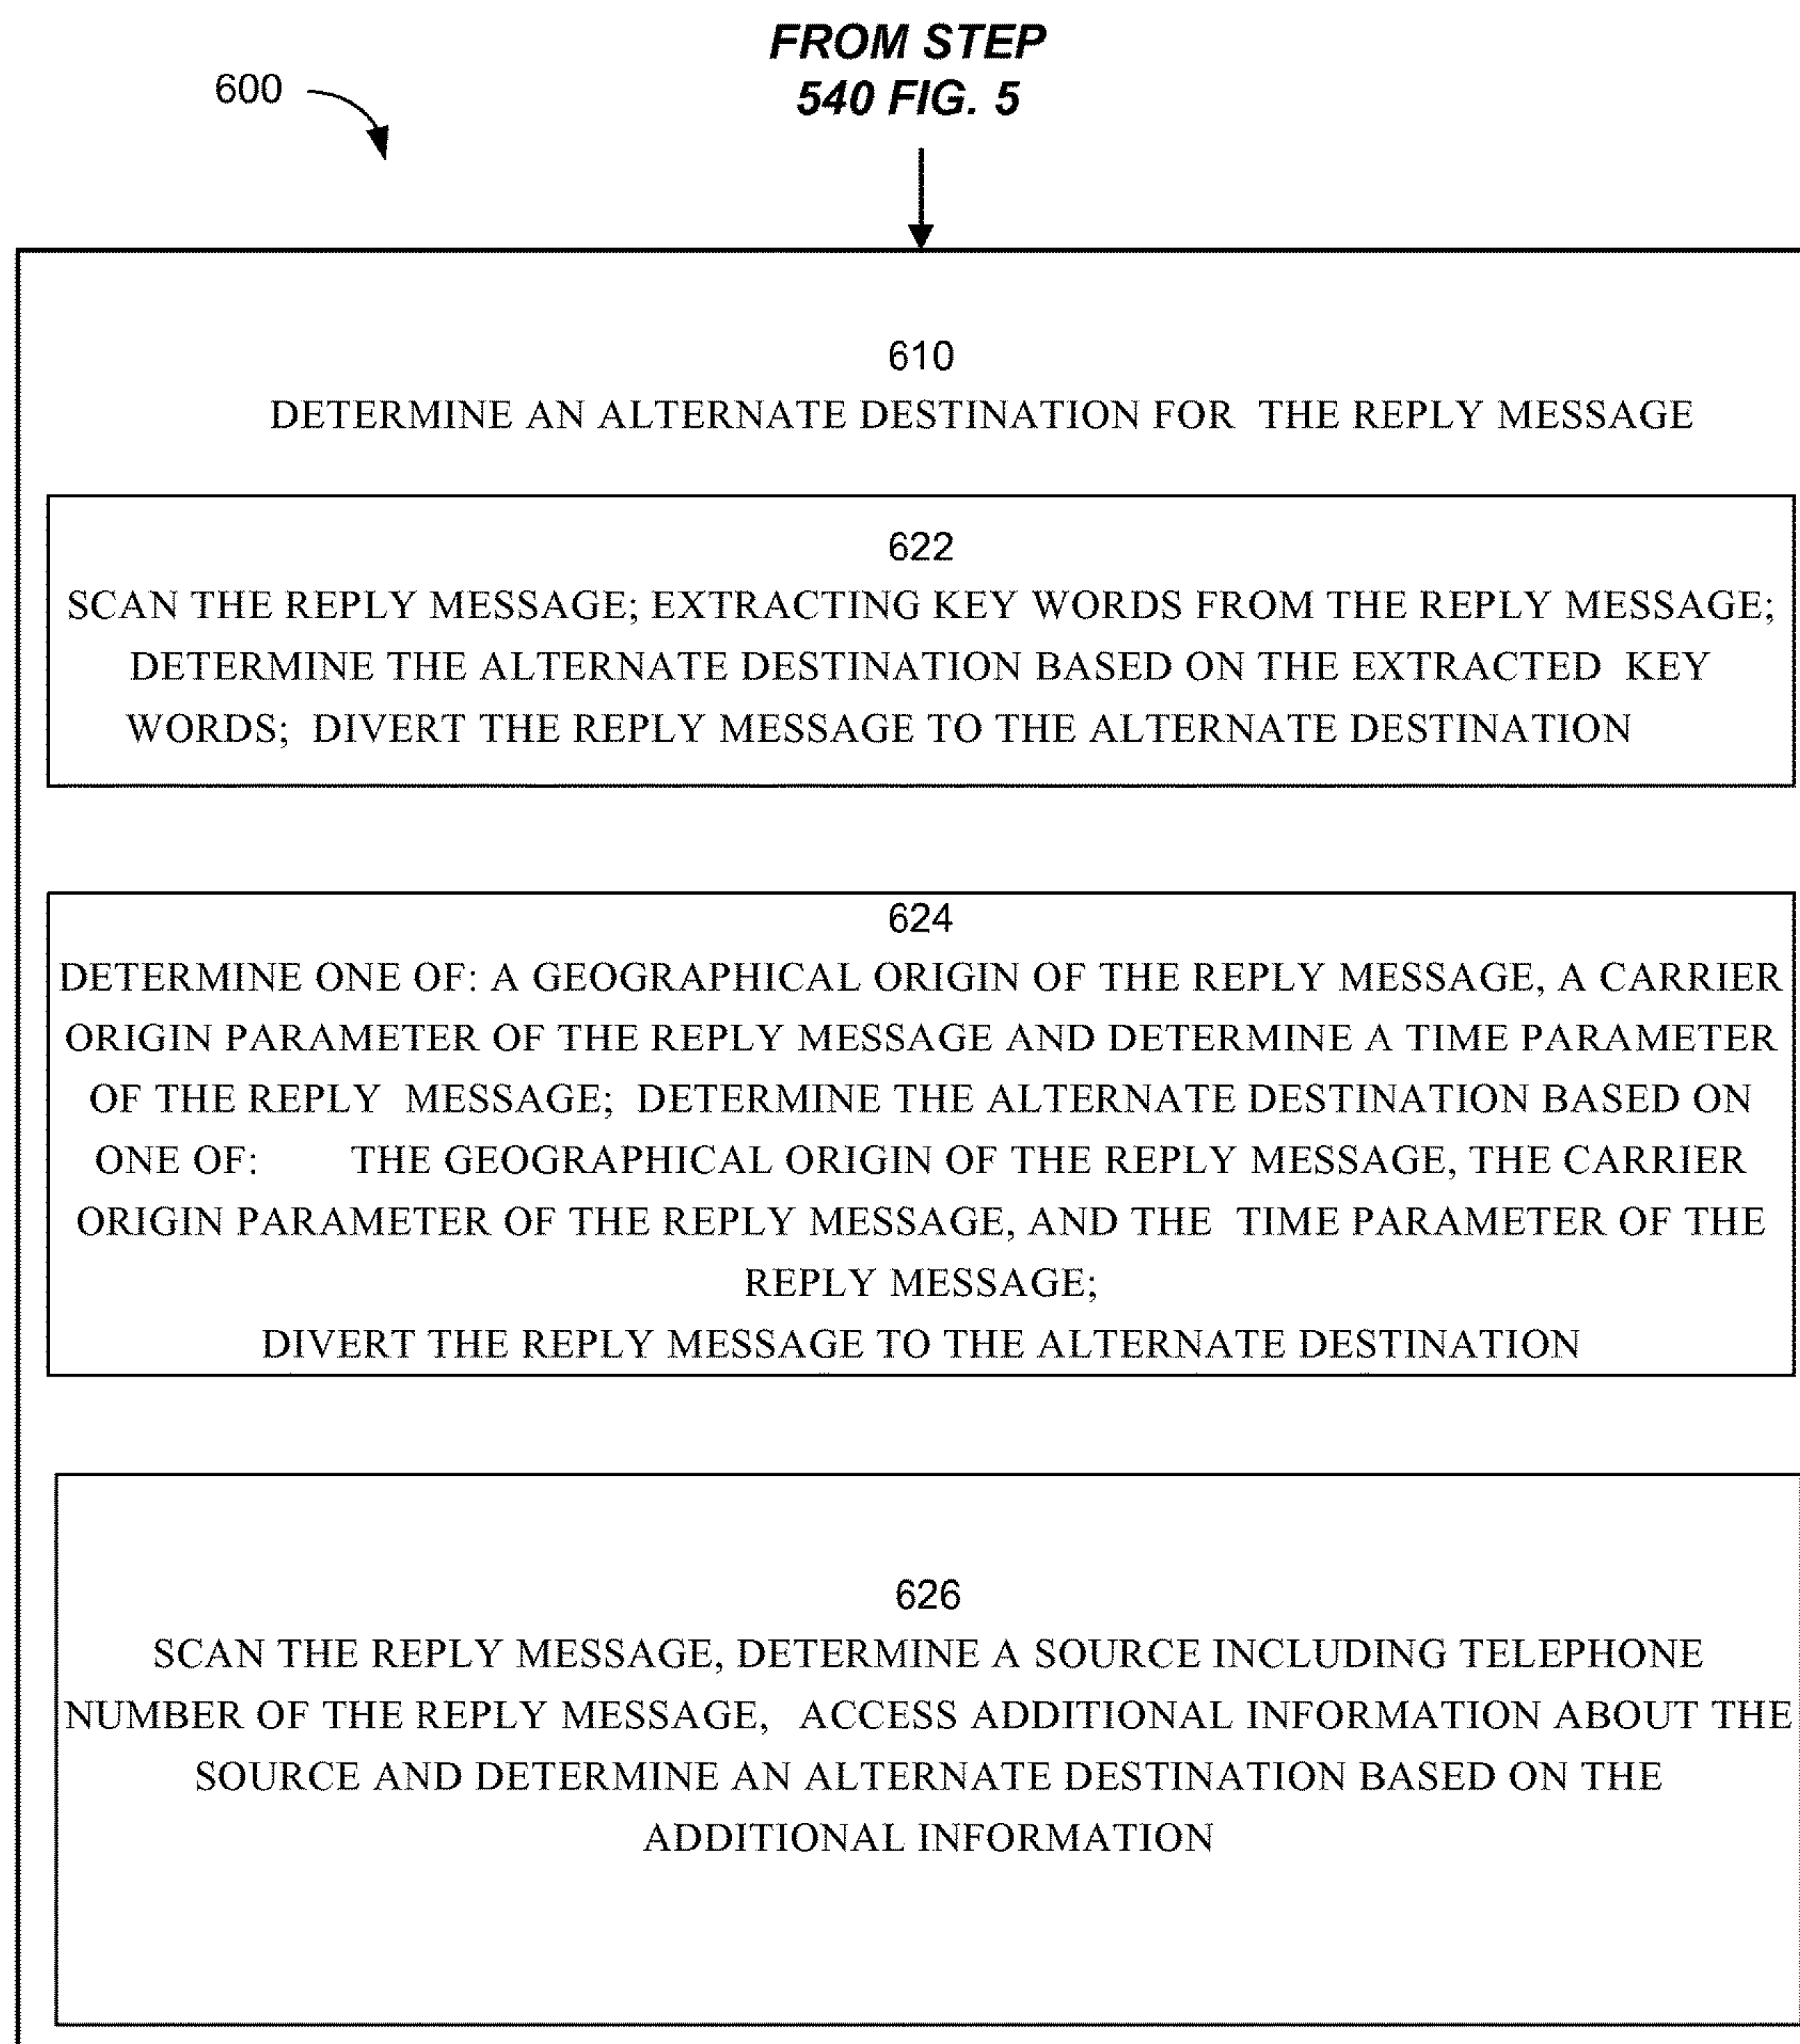 FROM STEP
540 FIG. 5
600
610
DETERMINE AN ALTERNATE DESTINATION FOR THE REPLY MESSAGE
622
SCAN THE REPLY MESSAGE; EXTRACTING KEY WORDS FROM THE REPLY MESSAGE;
DETERMINE THE ALTERNATE DESTINATION BASED ON THE EXTRACTED KEY
WORDS; DIVERT THE REPLY MESSAGE TO THE ALTERNATE DESTINATION
624
DETERMINE ONE OF: A GEOGRAPHICAL ORIGIN OF THE REPLY MESSAGE, A CARRIER
ORIGIN PARAMETER OF THE REPLY MESSAGE AND DETERMINE A TIME PARAMETER
OF THE REPLY MESSAGE; DETERMINE THE ALTERNATE DESTINATION BASED ON
ONE OF: THE GEOGRAPHICAL ORIGIN OF THE REPLY MESSAGE, THE CARRIER
ORIGIN PARAMETER OF THE REPLY MESSAGE, AND THE TIME PARAMETER OF THE
REPLY MESSAGE;
DIVERT THE REPLY MESSAGE TO THE ALTERNATE DESTINATION
626
SCAN THE REPLY MESSAGE, DETERMINE A SOURCE INCLUDING TELEPHONE
NUMBER OF THE REPLY MESSAGE, ACCESS ADDITIONAL INFORMATION ABOUT THE
SOURCE AND DETERMINE AN ALTERNATE DESTINATION BASED ON THE
ADDITIONAL INFORMATION